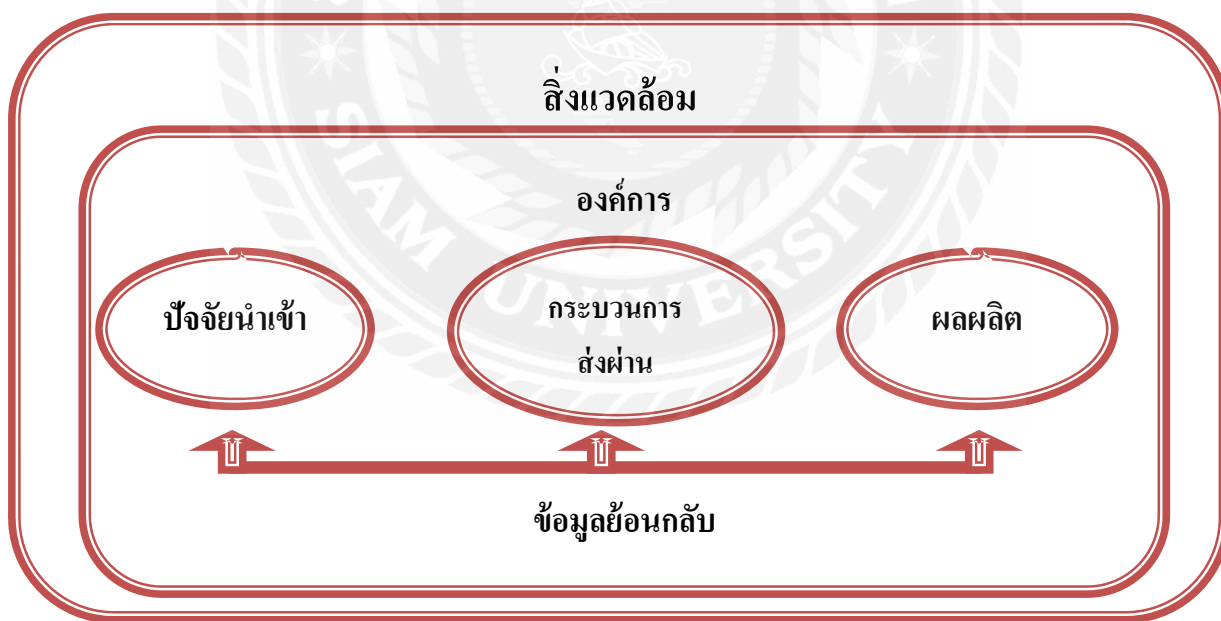 สิ่งแวดล้อม
องค์การ
ปัจจัยนำเข้า
กระบวนการ
ส่งผ่าน
ผลผลิต
ข้อมูลย้อนกลับ
SIAM UNIVERSITY